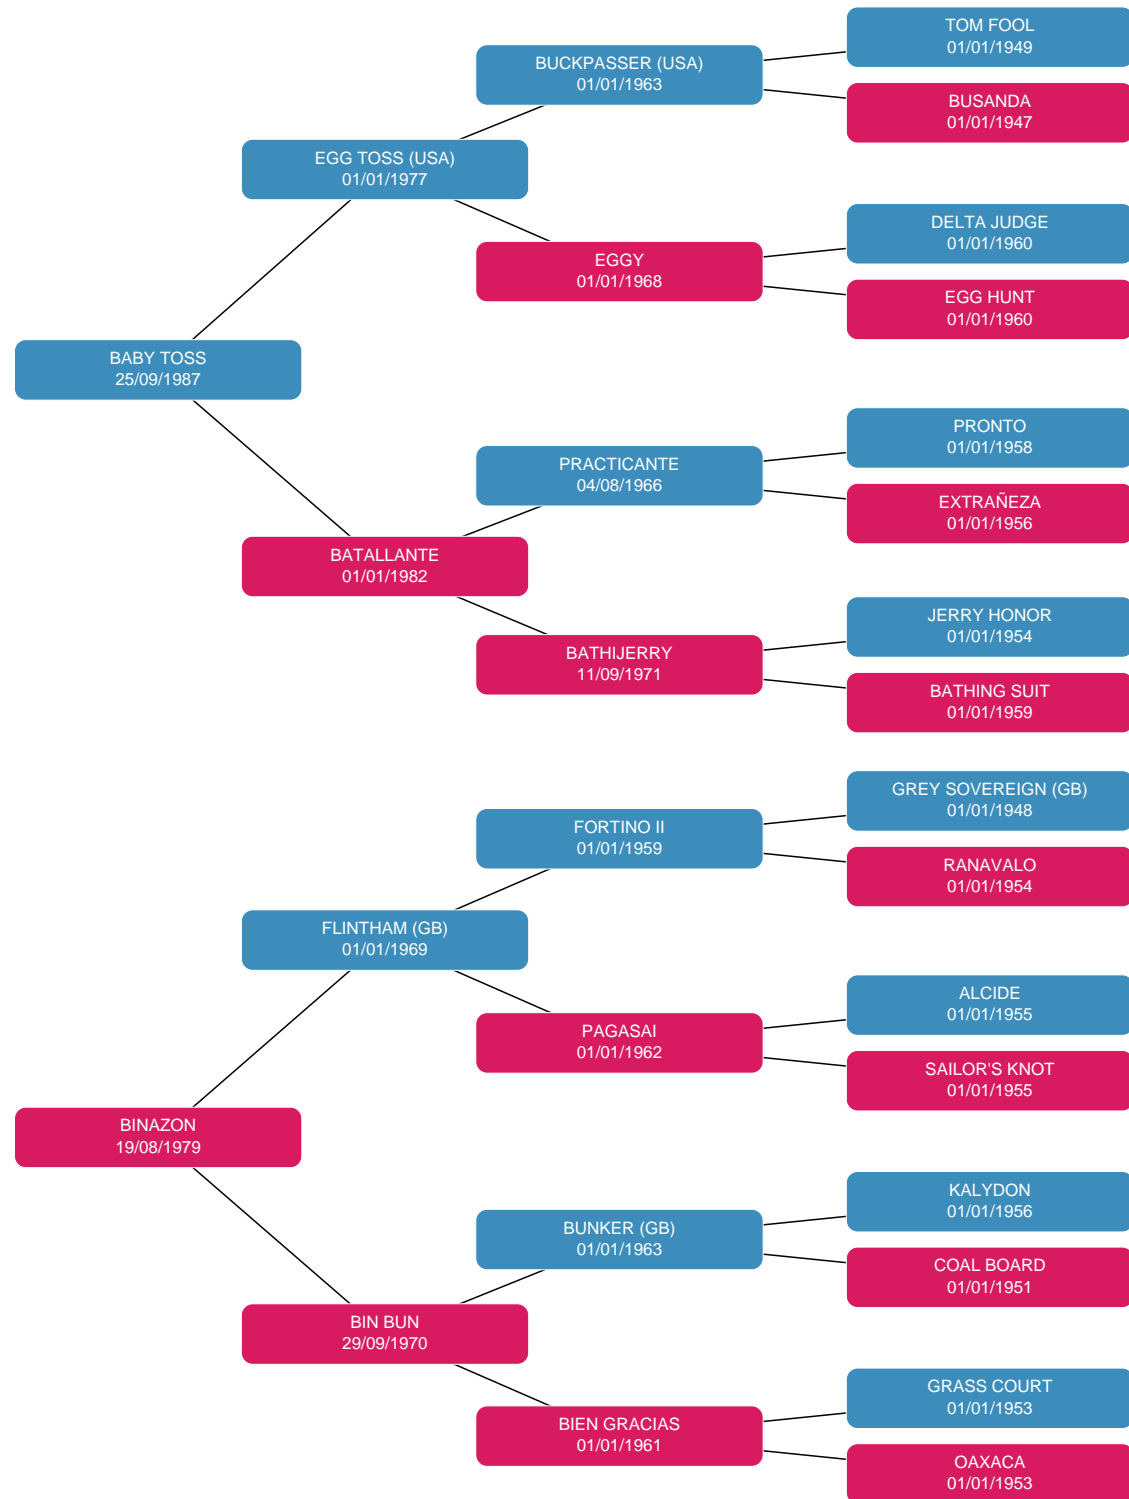 TOM FOOL
01/01/1949
BUCKPASSER (USA)
01/01/1963
BUSANDA
01/01/1947
EGG TOSS (USA)
01/01/1977
DELTA JUDGE
01/01/1960
EGGY
01/01/1968
EGG HUNT
01/01/1960
BABY TOSS
25/09/1987
PRONTO
01/01/1958
PRACTICANTE
04/08/1966
EXTRAÑEZA
01/01/1956
BATALLANTE
01/01/1982
JERRY HONOR
01/01/1954
BATHIJERRY
11/09/1971
BATHING SUIT
01/01/1959
GREY SOVEREIGN (GB)
01/01/1948
FORTINO II
01/01/1959
RANAVALO
01/01/1954
FLINTHAM (GB)
01/01/1969
ALCIDE
01/01/1955
PAGASAI
01/01/1962
SAILOR'S KNOT
01/01/1955
BINAZON
19/08/1979
KALYDON
01/01/1956
BUNKER (GB)
01/01/1963
COAL BOARD
01/01/1951
BIN BUN
29/09/1970
GRASS COURT
01/01/1953
BIEN GRACIAS
01/01/1961
OAXACA
01/01/1953